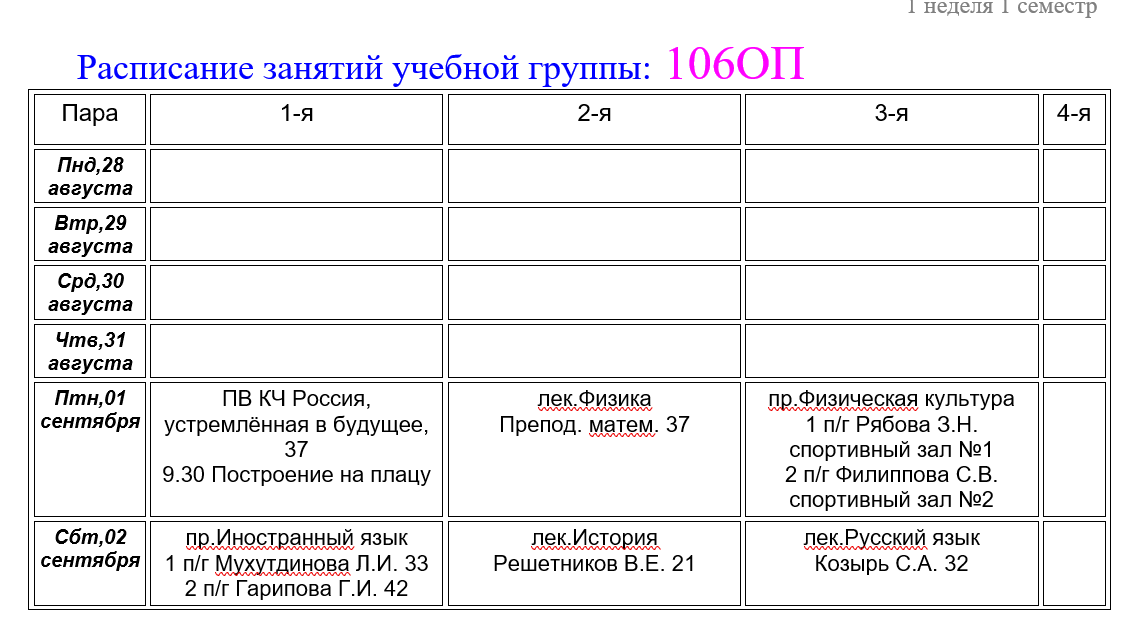 1 неделя 1 семестр
Расписание занятий учебной группы: 106ОП
Пара 1-я 2-я 3-я 4-я
Пнд,28
августа
Втр,29
августа
Срд,30
августа
Чтв,31
августа
Птн,01
сентября
ПВ КЧ Россия,
устремлённая в будущее,
37
9.30 Построение на плацу
лек.Физика
Препод. матем. 37
пр.Физическая культура
1 п/г Рябова З.Н.
спортивный зал №1
2 п/г Филиппова С.В.
спортивный зал №2
Сбт,02
сентября
пр.Иностранный язык
1 п/г Мухутдинова Л.И. 33
2 п/г Гарипова Г.И. 42
лек.История
Решетников В.Е. 21
лек.Русский язык
Козырь С.А. 32